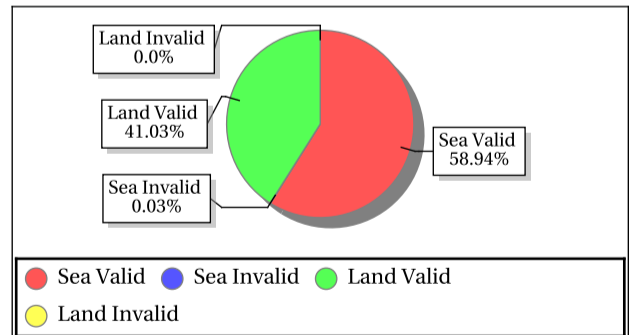 Land Invalid
0.0%
Land Valid
41.03%
Sea Valid
58.94%
Sea Invalid
0.03%
Sea Valid Sea Invalid Land Valid
Land Invalid